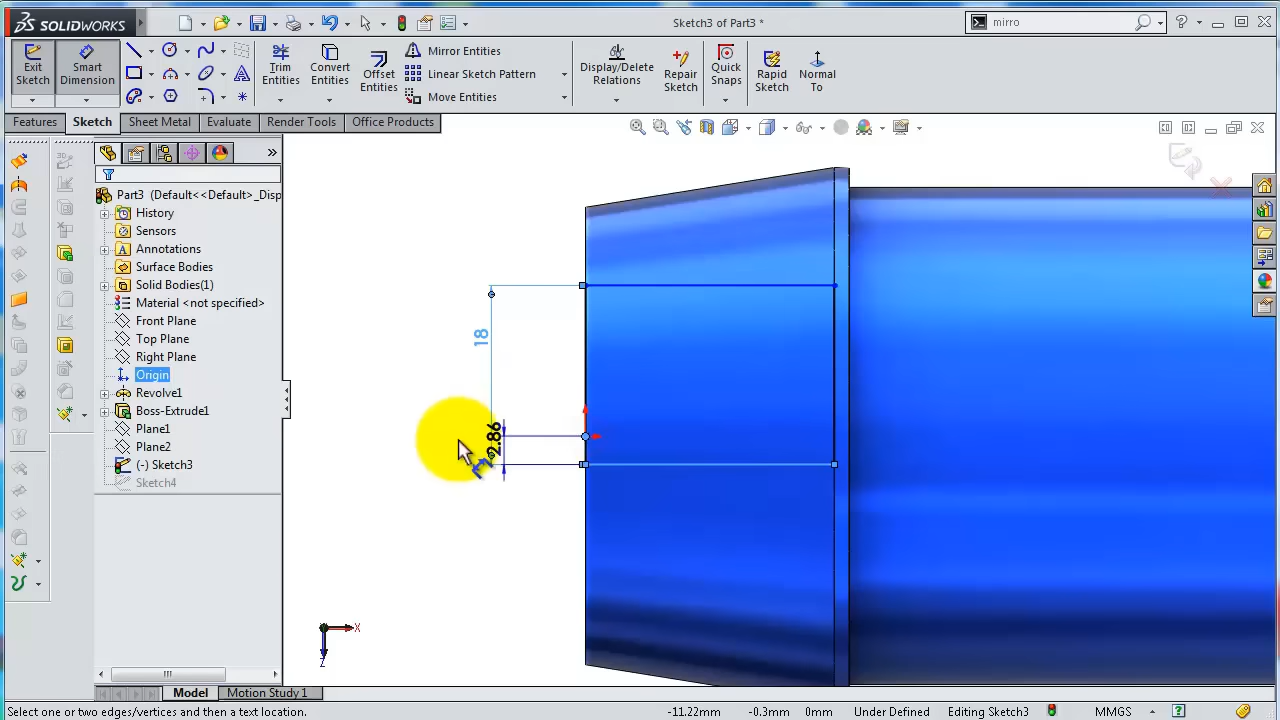 SOLIDWORKS
Sketch3 of Part3 *
mirro
Exit Sketch
Smart Dimension
Trim Entities
Convert Entities
Offset Entities
Mirror Entities
Linear Sketch Pattern
Move Entities
Display/Delete Relations
Repair Sketch
Quick Snaps
Rapid Sketch
Normal To
Features
Sketch
Sheet Metal
Evaluate
Render Tools
Office Products
Part3 (Default<<Default>_Disp
History
Sensors
Annotations
Surface Bodies
Solid Bodies(1)
Material <not specified>
Front Plane
Top Plane
Right Plane
Origin
Revolve1
Boss-Extrude1
Plane1
Plane2
(-) Sketch3
Sketch4
18
2.86
X
Z
Model
Motion Study 1
Select one or two edges/vertices and then a text location.
-11.22mm
-0.3mm
0mm
Under Defined
Editing Sketch3
MMGS